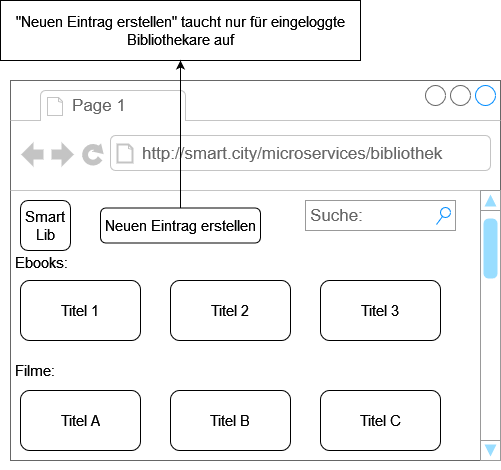 "Neuen Eintrag erstellen" taucht nur für eingeloggte
Bibliothekare auf
Page 1
http://smart.city/microservices/bibliothek
Smart
Lib
Neuen Eintrag erstellen
Suche:
Ebooks:
Titel 1
Titel 2
Titel 3
Filme:
Titel A
Titel B
Titel C